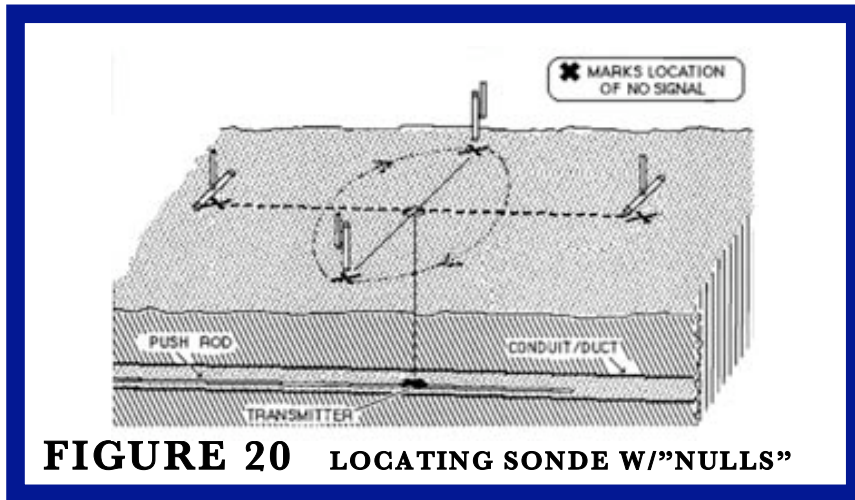 MARKS LOCATION
OF NO SIGNAL
PUSH ROD
CONDUIT/DUCT
TRANSMITTER
FIGURE 20 LOCATING SONDE W/”NULLS”